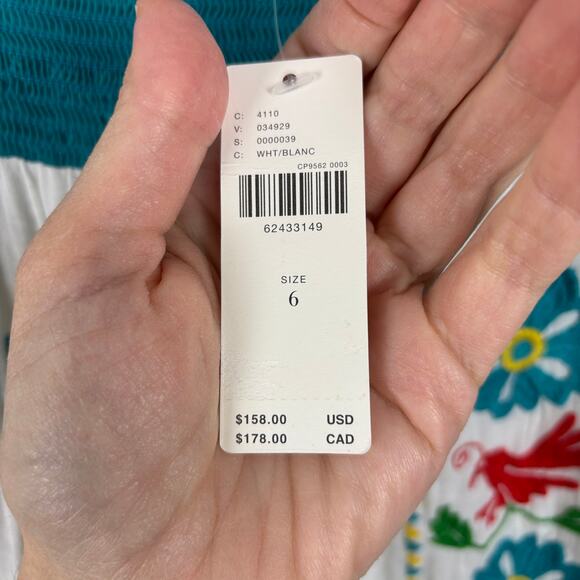 C: 4110
V: 034929
S: 0000039
C: WHT/BLANC
CP9562 0003
62433149
SIZE
6
$158.00 USD
$178.00 CAD